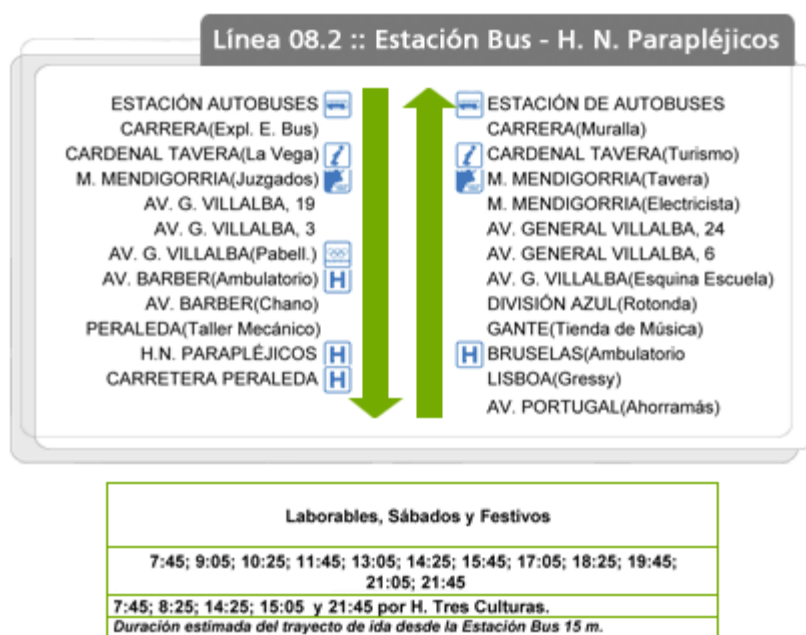 Línea 08.2 :: Estación Bus - H. N. Parapléjicos
ESTACIÓN AUTOBUSES
CARRERA(Expl. E. Bus)
CARDENAL TAVERA(La Vega)
M. MENDIGORRIA(Juzgados)
AV. G. VILLALBA, 19
AV. G. VILLALBA, 3
AV. G. VILLALBA(Pabell.)
AV. BARBER(Ambulatorio) H
AV. BARBER(Chano)
PERALEDA(Taller Mecánico)
H.N. PARAPLÉJICOS H
CARRETERA PERALEDA H
ESTACIÓN DE AUTOBUSES
CARRERA(Muralla)
i CARDENAL TAVERA(Turismo)
M. MENDIGORRIA(Tavera)
M. MENDIGORRIA(Electricista)
AV. GENERAL VILLALBA, 24
AV. GENERAL VILLALBA, 6
AV. G. VILLALBA(Esquina Escuela)
DIVISIÓN AZUL(Rotonda)
GANTE(Tienda de Música)
H BRUSELAS(Ambulatorio
LISBOA(Gressy)
AV. PORTUGAL(Ahorramás)
Laborables, Sábados y Festivos
7:45; 9:05; 10:25; 11:45; 13:05; 14:25; 15:45; 17:05; 18:25; 19:45;
21:05; 21:45
7:45; 8:25; 14:25; 15:05 y 21:45 por H. Tres Culturas.
Duración estimada del trayecto de ida desde la Estación Bus 15 m.